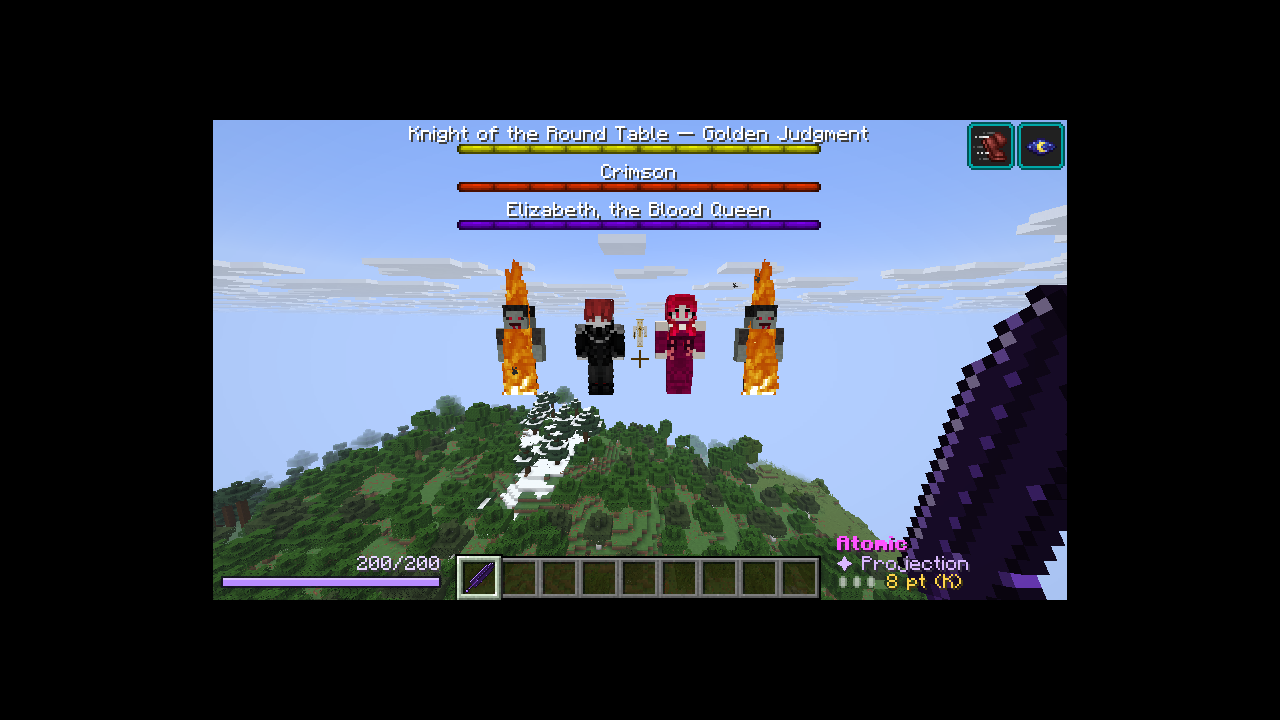 Knight of the Round Table — Golden Judgment
Crimson
Elizabeth, the Blood Queen
200/200
Atomic
✦ Projection
8 pt (K)